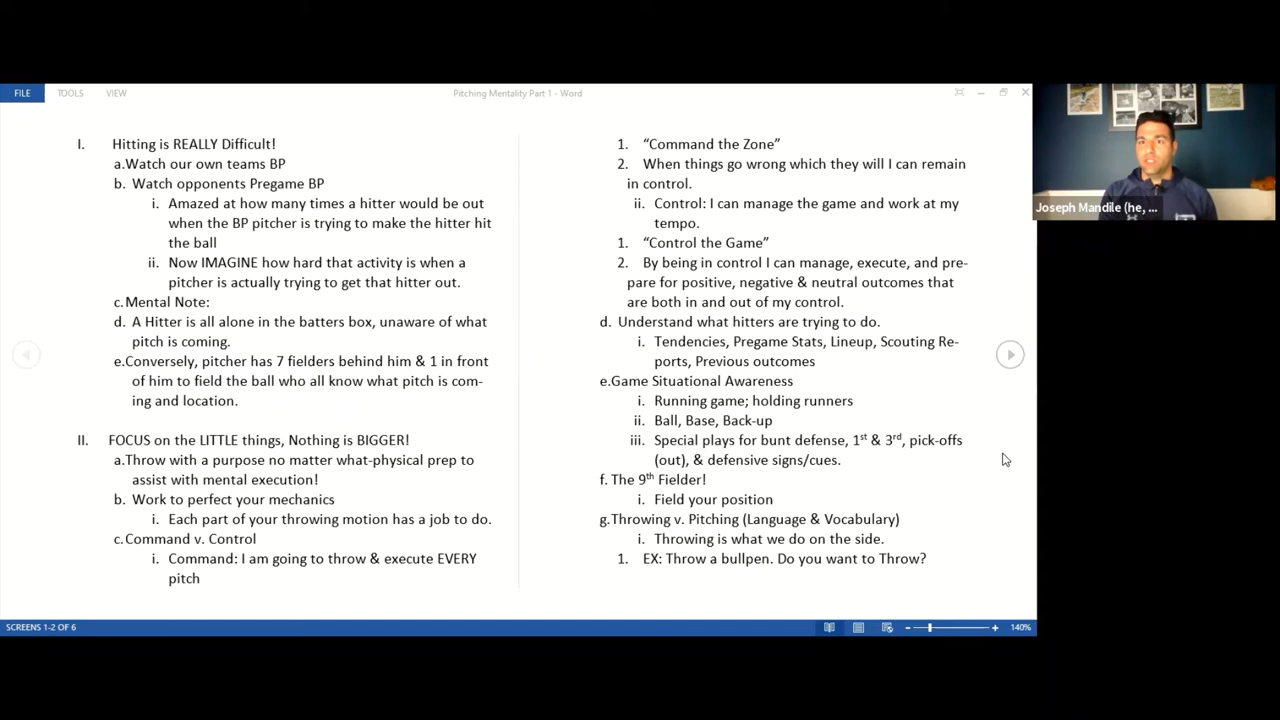 FILE TOOLS VIEW Pitching Mentality Part 1 - Word
I. Hitting is REALLY Difficult!
a.Watch our own teams BP
b. Watch opponents Pregame BP
i. Amazed at how many times a hitter would be out
when the BP pitcher is trying to make the hitter hit
the ball
ii. Now IMAGINE how hard that activity is when a
pitcher is actually trying to get that hitter out.
c.Mental Note:
d. A Hitter is all alone in the batters box, unaware of what
pitch is coming.
e.Conversely, pitcher has 7 fielders behind him & 1 in front
of him to field the ball who all know what pitch is com-
ing and location.
II. FOCUS on the LITTLE things, Nothing is BIGGER!
a.Throw with a purpose no matter what-physical prep to
assist with mental execution!
b. Work to perfect your mechanics
i. Each part of your throwing motion has a job to do.
c.Command v. Control
i. Command: I am going to throw & execute EVERY
pitch
1. “Command the Zone”
2. When things go wrong which they will I can remain
in control.
ii. Control: I can manage the game and work at my
tempo.
1. “Control the Game”
2. By being in control I can manage, execute, and pre-
pare for positive, negative & neutral outcomes that
are both in and out of my control.
d. Understand what hitters are trying to do.
i. Tendencies, Pregame Stats, Lineup, Scouting Re-
ports, Previous outcomes
e.Game Situational Awareness
i. Running game; holding runners
ii. Ball, Base, Back-up
iii. Special plays for bunt defense, 1st & 3rd, pick-offs
(out), & defensive signs/cues.
f. The 9th Fielder!
i. Field your position
g.Throwing v. Pitching (Language & Vocabulary)
i. Throwing is what we do on the side.
1. EX: Throw a bullpen. Do you want to Throw?
Joseph Mandile (he, ...
SCREENS 1-2 OF 6
140%